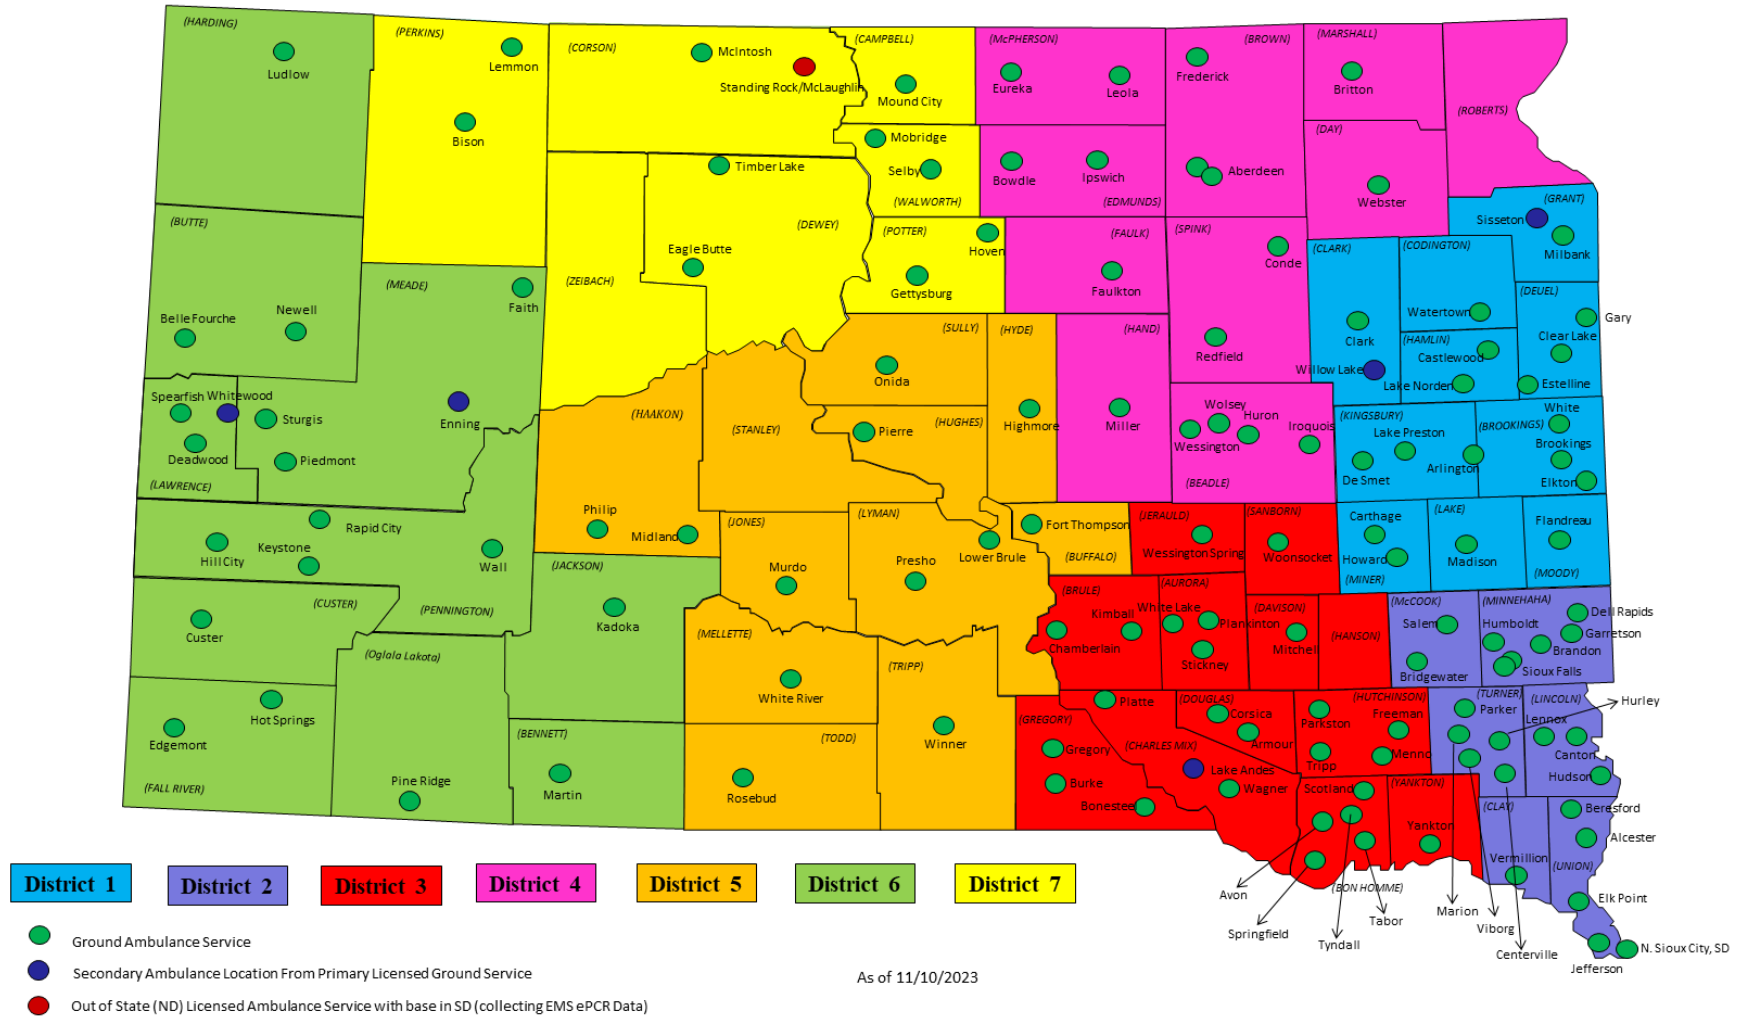 (HARDING)
Ludlow
(PERKINS)
Lemmon
Bison
(CORSON)
McIntosh
Standing Rock/McLaughlin
(CAMPBELL)
Mound City
(McPHERSON)
Eureka
Leola
(BROWN)
Frederick
Aberdeen
(MARSHALL)
Britton
(ROBERTS)
(DAY)
Webster
Mobridge
Selby
(WALWORTH)
Bowdle
Ipswich
(EDMUNDS)
Timber Lake
(DEWEY)
Eagle Butte
(ZEIBACH)
(POTTER)
Hoven
Gettysburg
(FAULK)
Faulkton
(SPINK)
Conde
Redfield
(GRANT)
Sisseton
Milbank
(CLARK)
Clark
Willow Lake
(CODINGTON)
Watertown
(HAMLIN)
Castlewood
Lake Norden
(DEUEL)
Gary
Clear Lake
Estelline
(BUTTE)
Belle Fourche
Newell
(MEADE)
Faith
Enning
Sturgis
Piedmont
Spearfish
Whitewood
Deadwood
(LAWRENCE)
(HAAKON)
Philip
Midland
(STANLEY)
(SULLY)
Onida
(HYDE)
Highmore
(HUGHES)
Pierre
(HAND)
Miller
Wolsey
Huron
Wessington
Iroquois
(BEADLE)
(KINGSBURY)
Lake Preston
De Smet
Arlington
(BROOKINGS)
White
Brookings
Elkton
Rapid City
Hill City
Keystone
Wall
(PENNINGTON)
(CUSTER)
Custer
(JACKSON)
Kadoka
(JONES)
Murdo
(LYMAN)
Presho
Lower Brule
Fort Thompson
(BUFFALO)
(JERAULD)
Wessington Spring
(SANBORN)
Woonsocket
Carthage
Howard
(MINER)
(LAKE)
Madison
Flandreau
(MOODY)
(BRULE)
Kimball
Chamberlain
(AURORA)
White Lake
Plankinton
Stickney
(DAVISON)
Mitchell
(HANSON)
(McCOOK)
Salem
Bridgewater
(MINNEHAHA)
Dell Rapids
Humboldt
Garretson
Brandon
Sioux Falls
(Oglala Lakota)
Pine Ridge
Hot Springs
Edgemont
(FALL RIVER)
(BENNETT)
Martin
(MELLETTE)
White River
(TODD)
Rosebud
(TRIPP)
Winner
(GREGORY)
Gregory
Burke
Bonesteel
Platte
(CHARLES MIX)
Lake Andes
Wagner
(DOUGLAS)
Corsica
Armour
(HUTCHINSON)
Parkston
Freeman
Tripp
Menno
(TURNER)
Parker
Hurley
(LINCOLN)
Lennox
Canton
Hudson
Scotland
(YANKTON)
Yankton
(CLAY)
Vermillion
Beresford
Alcester
(UNION)
Elk Point
N. Sioux City, SD
Jefferson
(BON HOMME)
Avon
Springfield
Tyndall
Tabor
Marion
Viborg
Centerville
District 1
District 2
District 3
District 4
District 5
District 6
District 7
Ground Ambulance Service
Secondary Ambulance Location From Primary Licensed Ground Service
Out of State (ND) Licensed Ambulance Service with base in SD (collecting EMS ePCR Data)
As of 11/10/2023